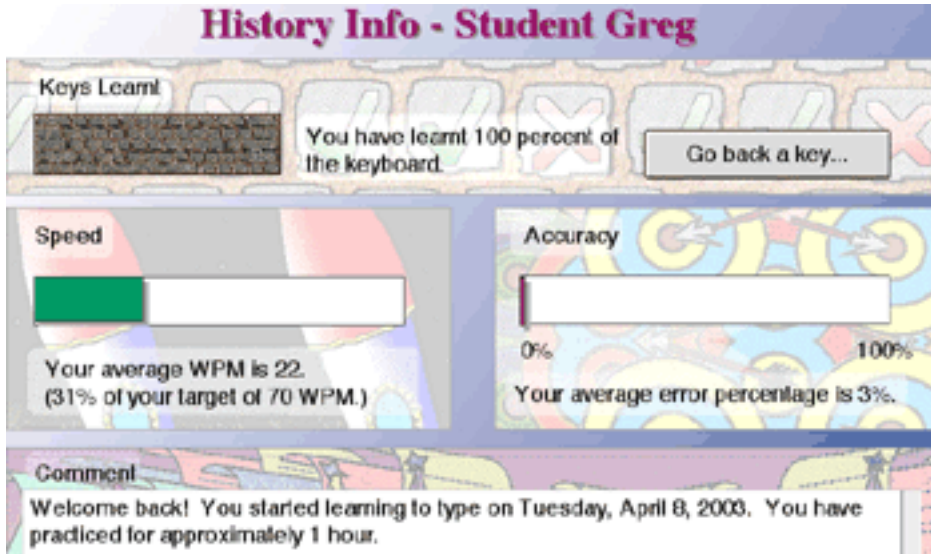 History Info - Student Greg
Keys Learnt
You have learnt 100 percent of
the keyboard.
Go back a key...
Speed
Your average WPM is 22.
(31% of your target of 70 WPM.)
Accuracy
0%
100%
Your average error percentage is 3%.
Comment
Welcome back! You started learning to type on Tuesday, April 8, 2003. You have
practiced for approximately 1 hour.